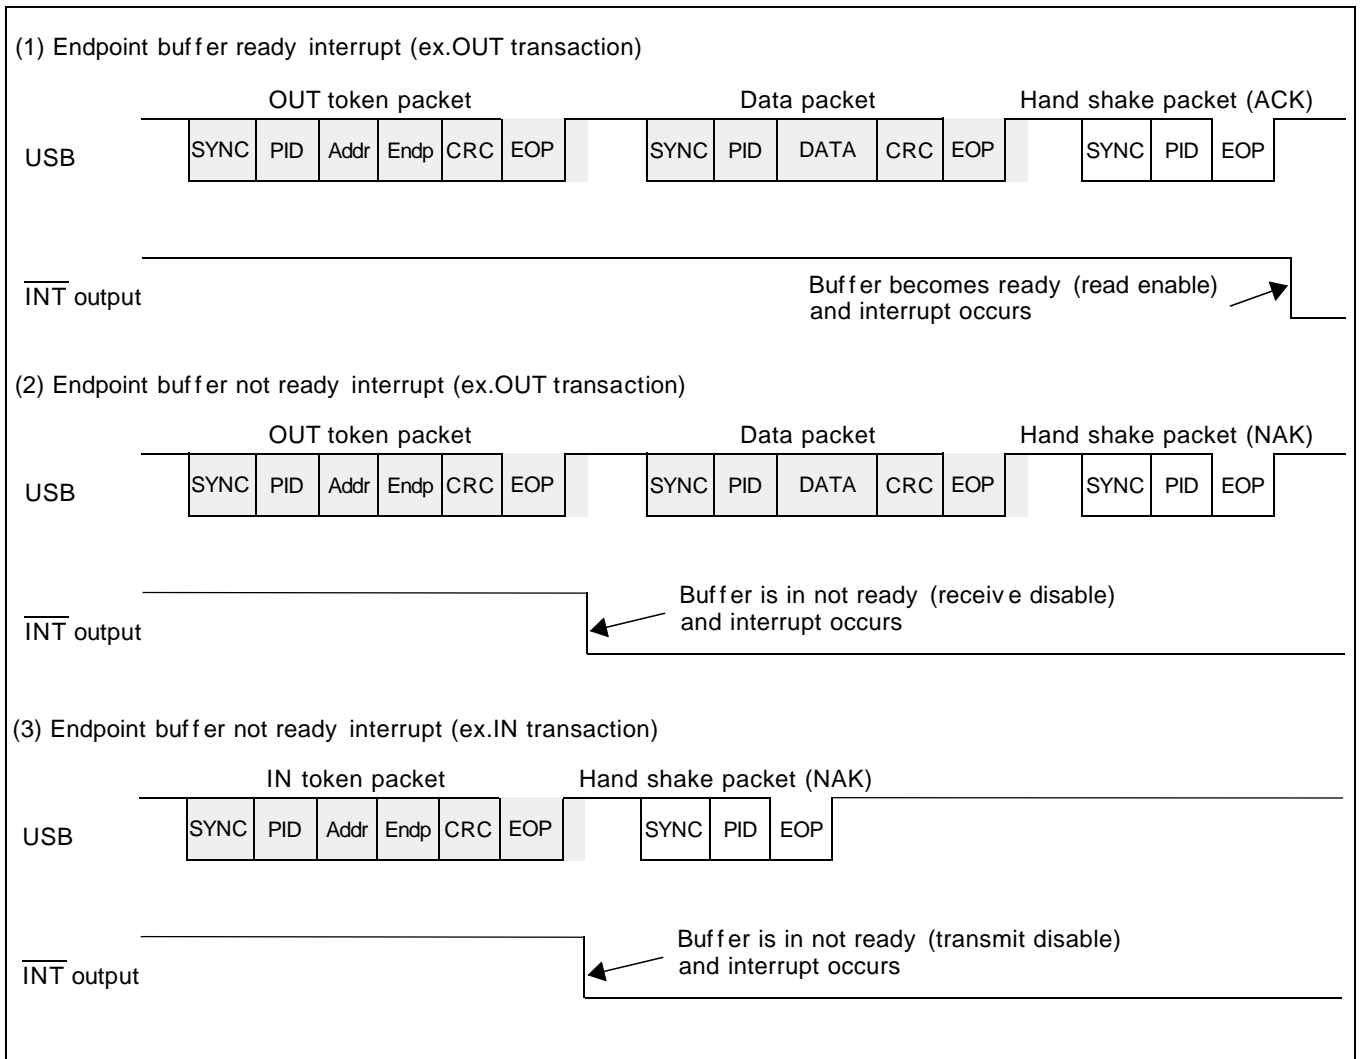 (1) Endpoint buffer ready interrupt (ex.OUT transaction)
OUT token packet Data packet Hand shake packet (ACK)
USB SYNC PID Addr Endp CRC EOP SYNC PID DATA CRC EOP SYNC PID EOP
INT output
Buffer becomes ready (read enable)
and interrupt occurs
(2) Endpoint buffer not ready interrupt (ex.OUT transaction)
OUT token packet Data packet Hand shake packet (NAK)
USB SYNC PID Addr Endp CRC EOP SYNC PID DATA CRC EOP SYNC PID EOP
INT output
Buffer is in not ready (receive disable)
and interrupt occurs
(3) Endpoint buffer not ready interrupt (ex.IN transaction)
IN token packet Hand shake packet (NAK)
USB SYNC PID Addr Endp CRC EOP SYNC PID EOP
INT output
Buffer is in not ready (transmit disable)
and interrupt occurs